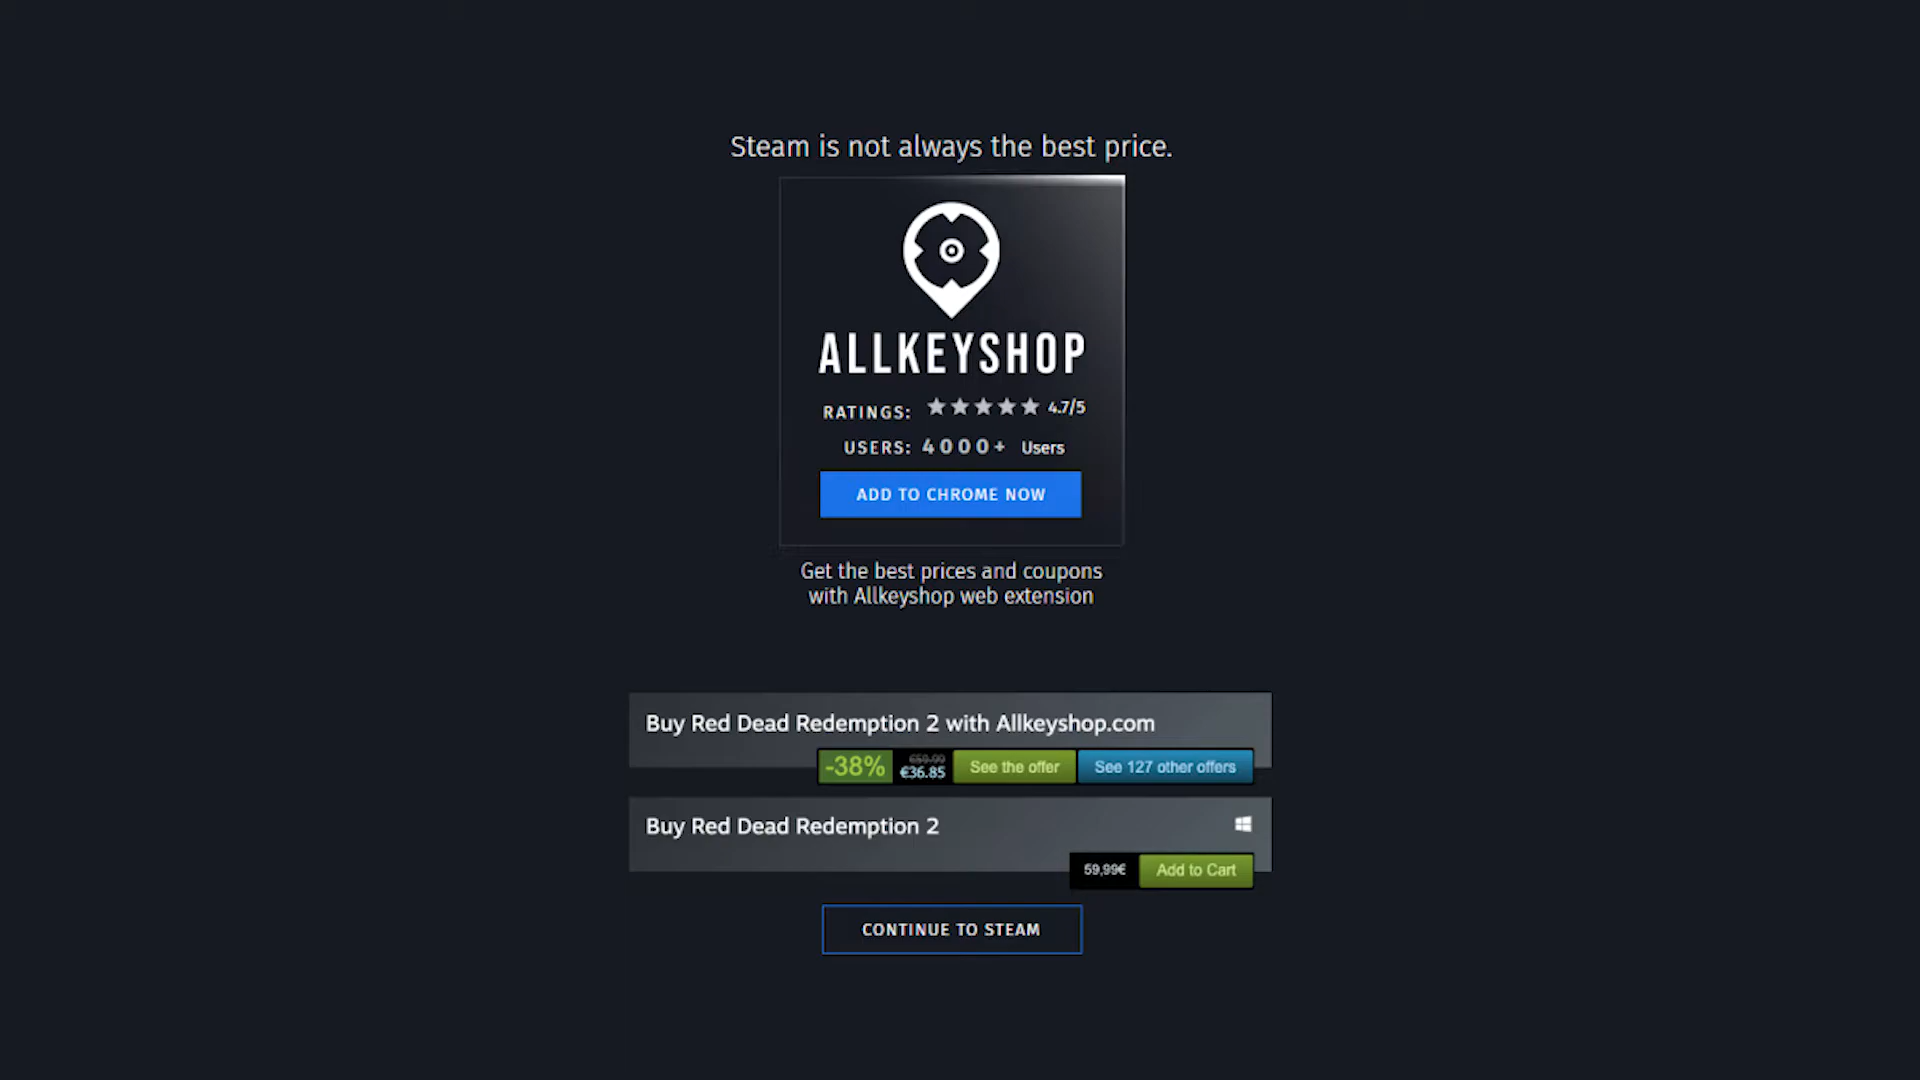 Steam is not always the best price.
ALLKEYSHOP
RATINGS: 4.7/5
USERS: 4000+ Users
ADD TO CHROME NOW
Get the best prices and coupons
with Allkeyshop web extension
Buy Red Dead Redemption 2 with Allkeyshop.com
-38% €59.99 €36.85 See the offer See 127 other offers
Buy Red Dead Redemption 2
59,99€ Add to Cart
CONTINUE TO STEAM